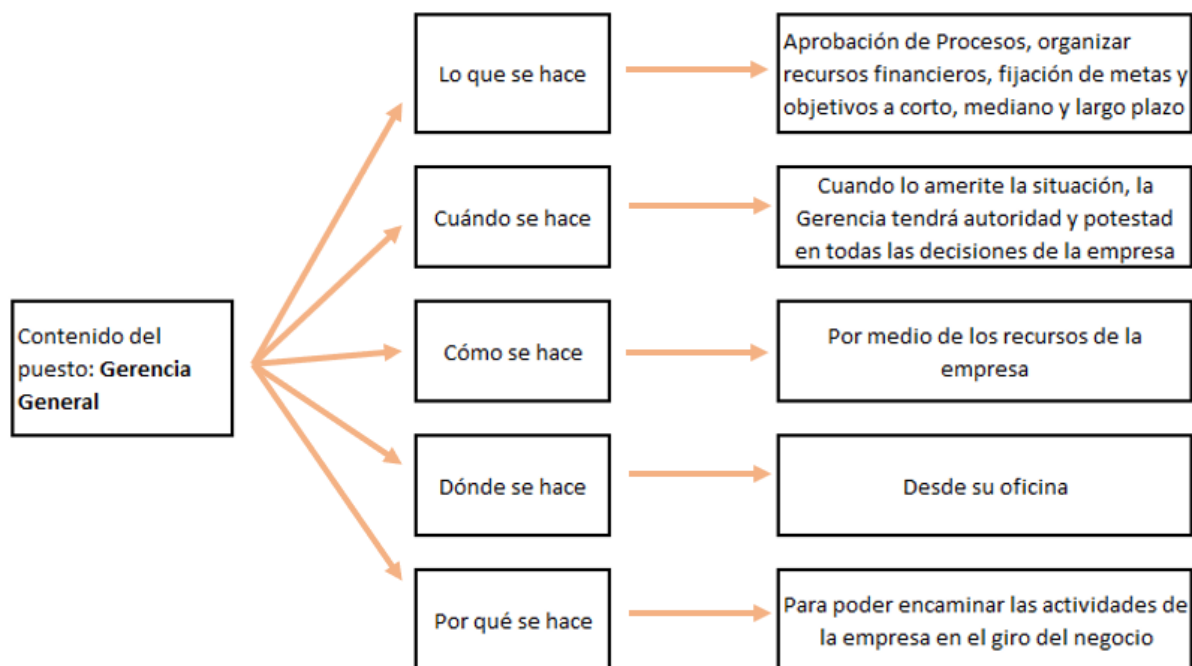 Contenido del
puesto: Gerencia
General
Lo que se hace
Aprobación de Procesos, organizar
recursos financieros, fijación de metas y
objetivos a corto, mediano y largo plazo
Cuándo se hace
Cuando lo amerite la situación, la
Gerencia tendrá autoridad y potestad
en todas las decisiones de la empresa
Cómo se hace
Por medio de los recursos de la
empresa
Dónde se hace
Desde su oficina
Por qué se hace
Para poder encaminar las actividades de
la empresa en el giro del negocio